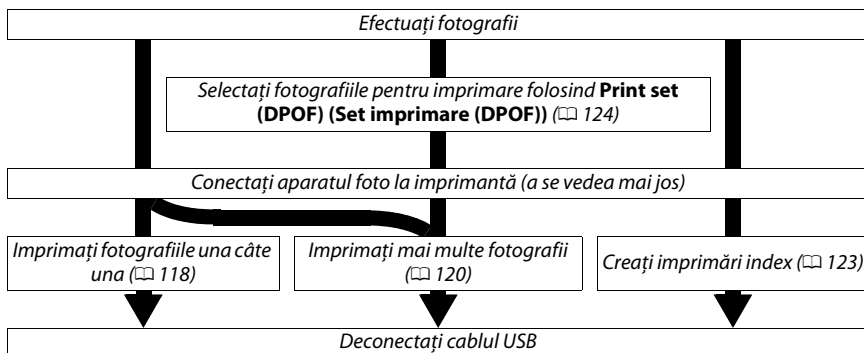 Efectuați fotografii
Selectați fotografiile pentru imprimare folosind Print set
(DPOF) (Set imprimare (DPOF)) (🕮 124)
Conectați aparatul foto la imprimantă (a se vedea mai jos)
Imprimați fotografiile una câte
una (🕮 118)
Imprimați mai multe fotografii
(🕮 120)
Creați imprimări index (🕮 123)
Deconectați cablul USB